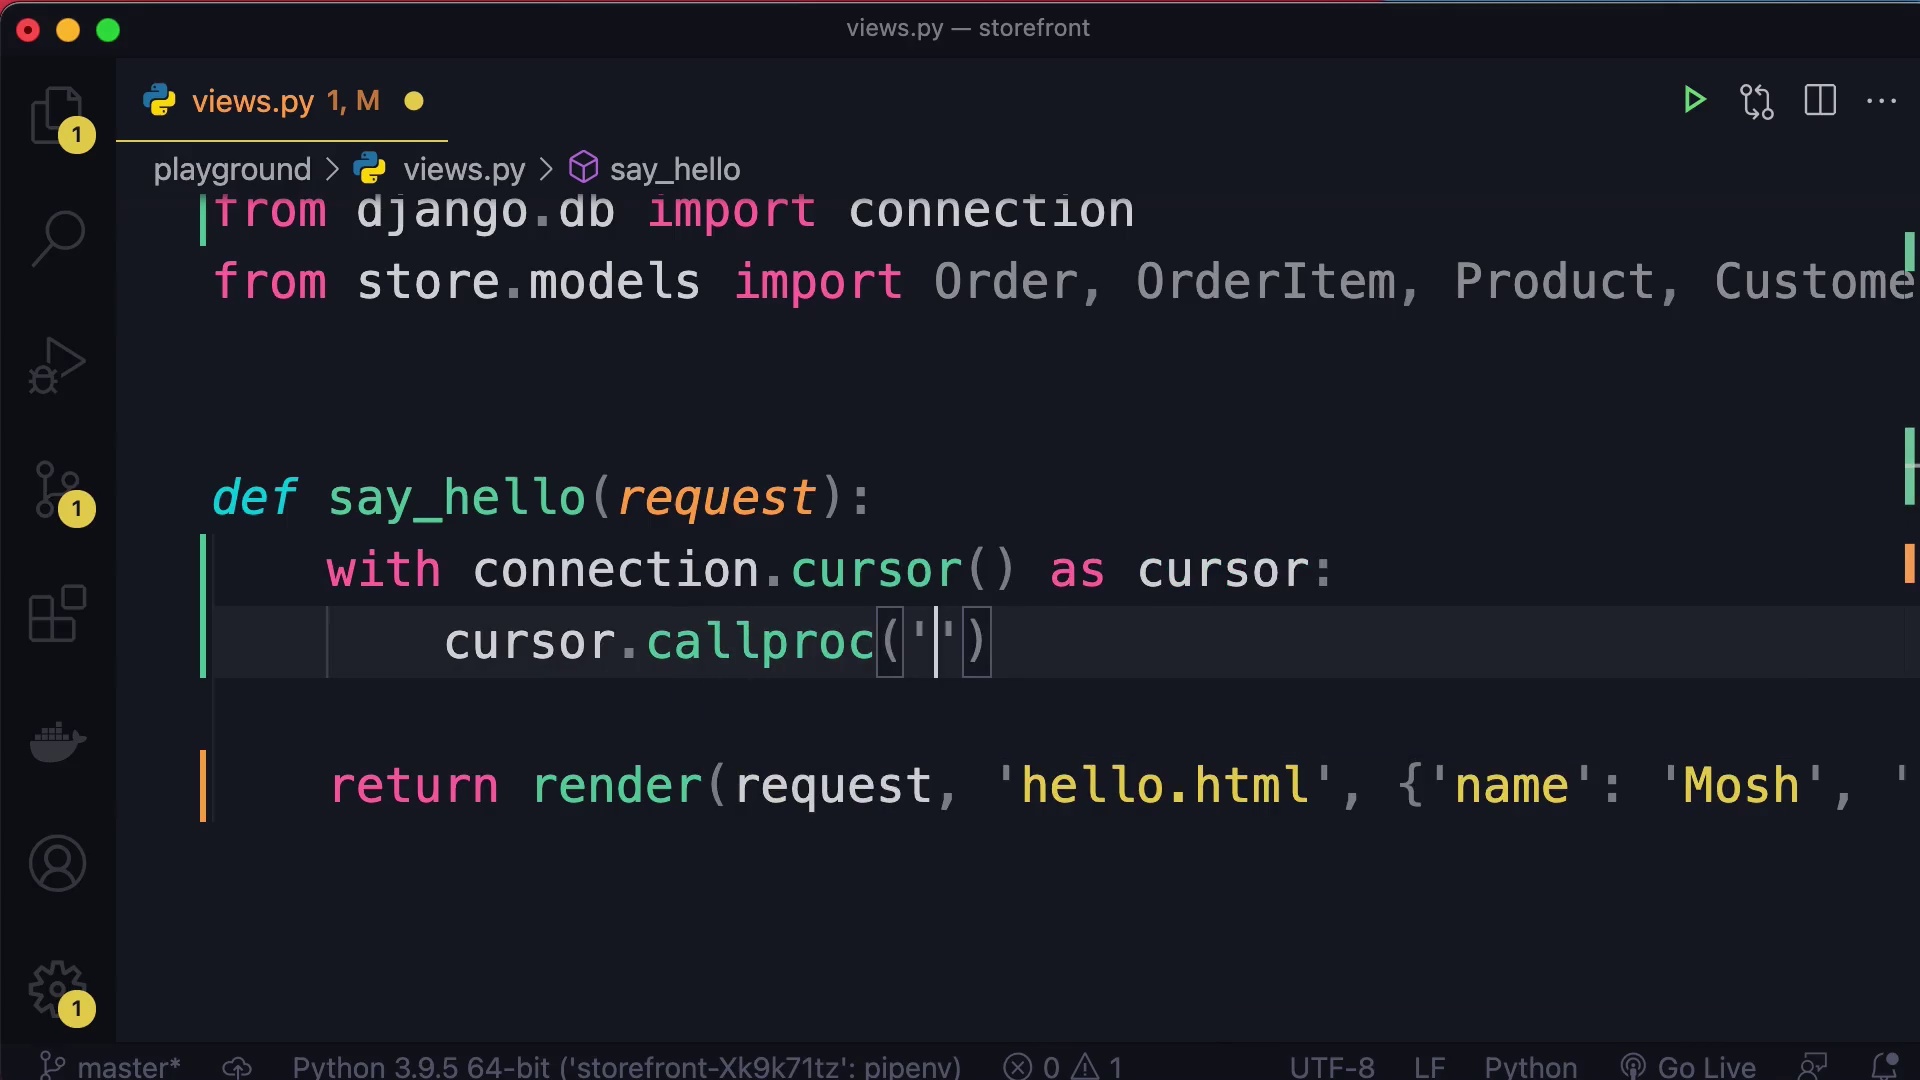 views.py — storefront
views.py 1, M
playground > views.py > say_hello
from django.db import connection
from store.models import Order, OrderItem, Product, Custome
def say_hello(request):
with connection.cursor() as cursor:
cursor.callproc('')
return render(request, 'hello.html', {'name': 'Mosh', '
1
1
1
master* Python 3.9.5 64-bit ('storefront-Xk9k71tz': pipenv) 0 1 UTF-8 LF Python Go Live